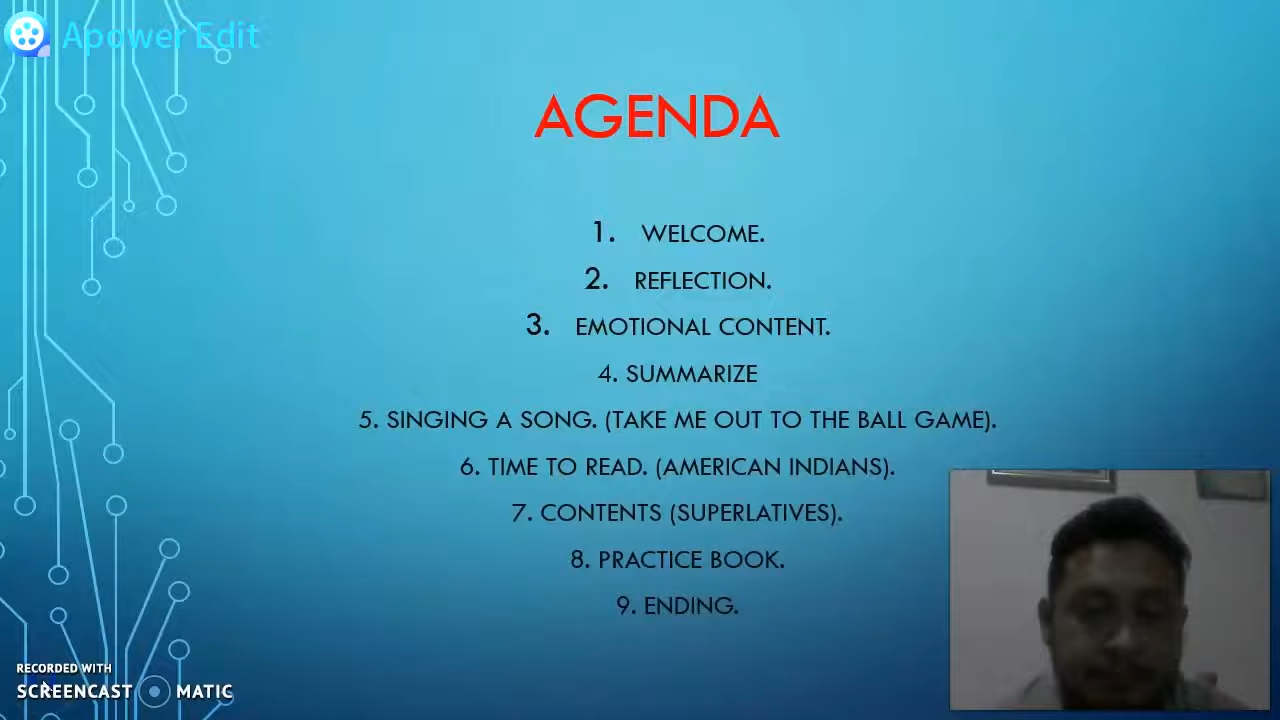 Apower Edit
AGENDA
1. WELCOME.
2. REFLECTION.
3. EMOTIONAL CONTENT.
4. SUMMARIZE
5. SINGING A SONG. (TAKE ME OUT TO THE BALL GAME).
6. TIME TO READ. (AMERICAN INDIANS).
7. CONTENTS (SUPERLATIVES).
8. PRACTICE BOOK.
9. ENDING.
RECORDED WITH
SCREENCAST MATIC